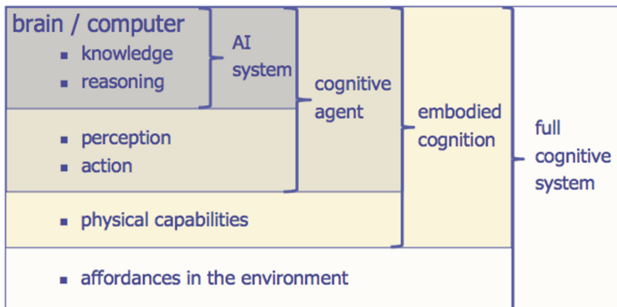 brain / computer
▪ knowledge
▪ reasoning
AI
system
▪ perception
▪ action
cognitive
agent
▪ physical capabilities
embodied
cognition
▪ affordances in the environment
full
cognitive
system